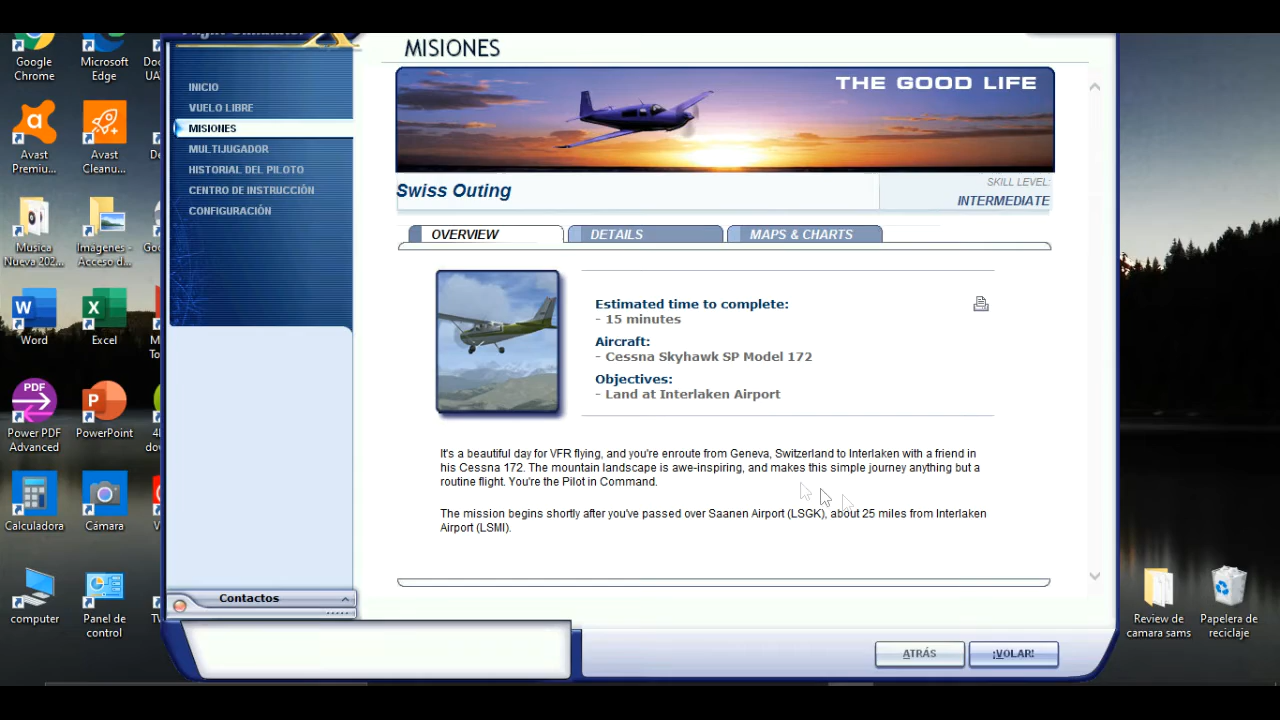 Google
Chrome
Microsoft
Edge
Avast
Premiu...
Avast
Cleanu...
Musica
Nueva 202...
Imagenes -
Acceso d...
Word
Excel
PDF
Power PDF
Advanced
PowerPoint
Calculadora
Cámara
computer
Panel de
control
INICIO
VUELO LIBRE
MISIONES
MULTIJUGADOR
HISTORIAL DEL PILOTO
CENTRO DE INSTRUCCIÓN
CONFIGURACIÓN
Contactos
MISIONES
THE GOOD LIFE
Swiss Outing
SKILL LEVEL:
INTERMEDIATE
OVERVIEW
DETAILS
MAPS & CHARTS
Estimated time to complete:
- 15 minutes
Aircraft:
- Cessna Skyhawk SP Model 172
Objectives:
- Land at Interlaken Airport
It's a beautiful day for VFR flying, and you're enroute from Geneva, Switzerland to Interlaken with a friend in
his Cessna 172. The mountain landscape is awe-inspiring, and makes this simple journey anything but a
routine flight. You're the Pilot in Command.
The mission begins shortly after you've passed over Saanen Airport (LSGK), about 25 miles from Interlaken
Airport (LSMI).
ATRÁS
¡VOLAR!
Review de
camara sams
Papelera de
reciclaje